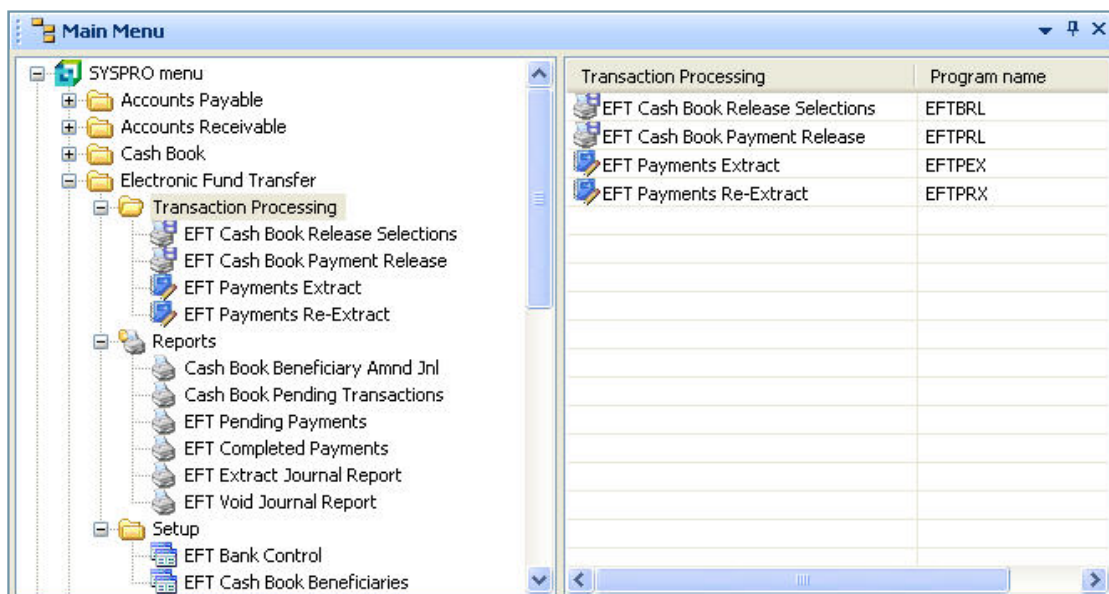 Main Menu
SYSPRO menu
Accounts Payable
Accounts Receivable
Cash Book
Electronic Fund Transfer
Transaction Processing
EFT Cash Book Release Selections
EFT Cash Book Payment Release
EFT Payments Extract
EFT Payments Re-Extract
Reports
Cash Book Beneficiary Amnd Jnl
Cash Book Pending Transactions
EFT Pending Payments
EFT Completed Payments
EFT Extract Journal Report
EFT Void Journal Report
Setup
EFT Bank Control
EFT Cash Book Beneficiaries
Transaction Processing Program name
EFT Cash Book Release Selections EFTBRL
EFT Cash Book Payment Release EFTPRL
EFT Payments Extract EFTPEX
EFT Payments Re-Extract EFTPRX